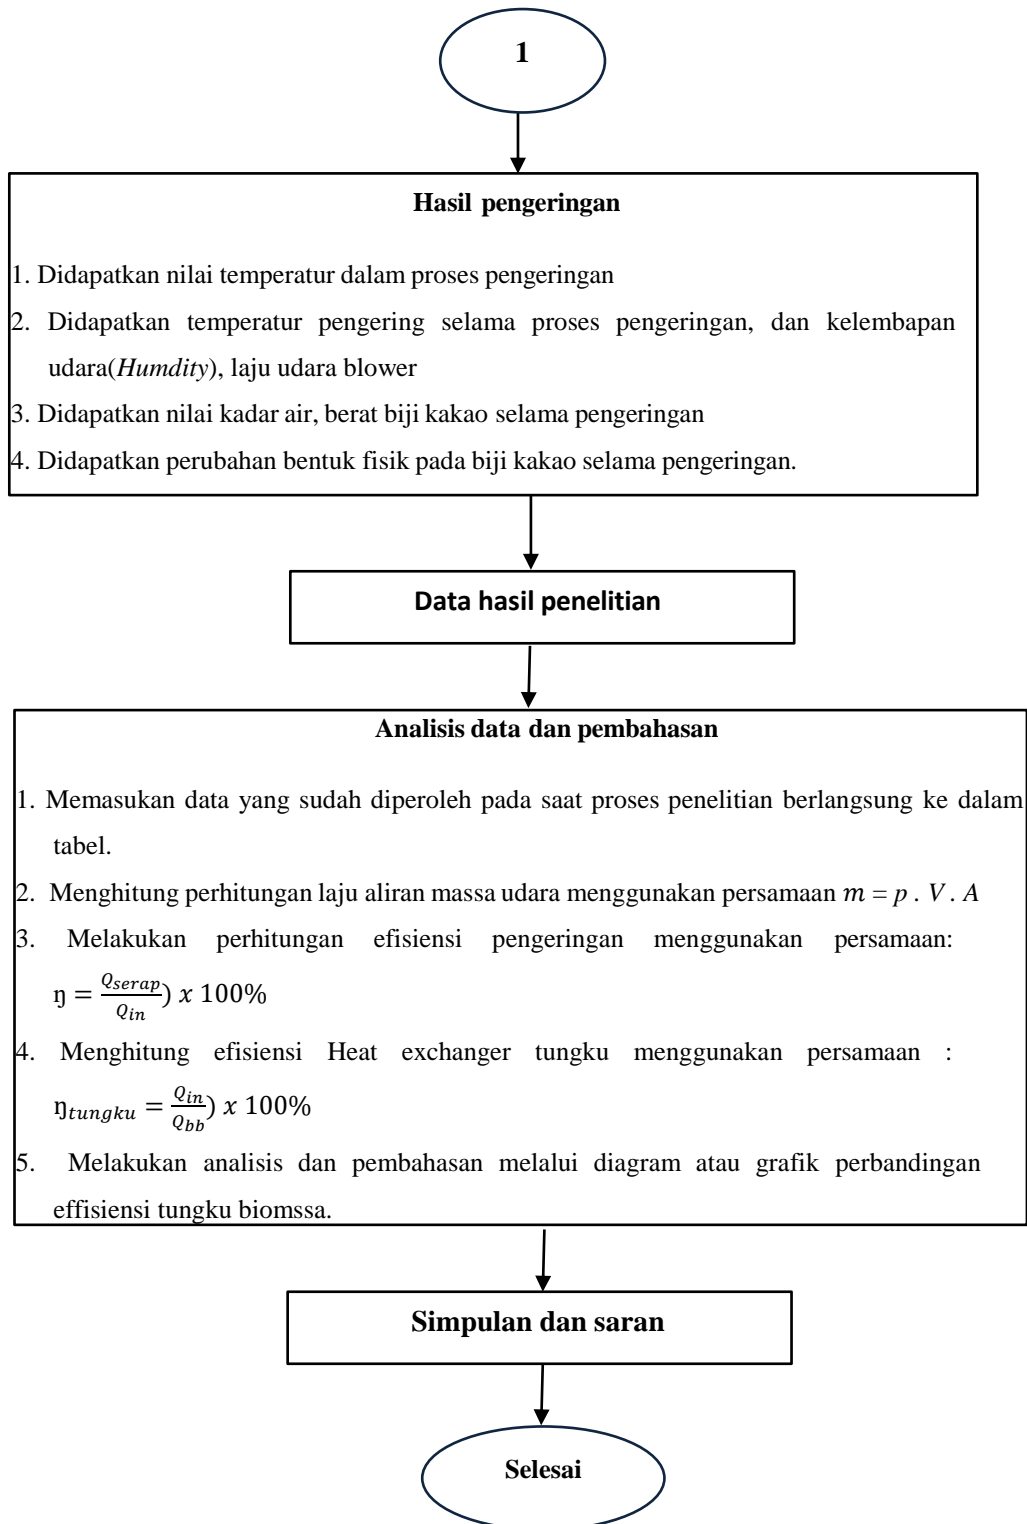 1
Hasil pengeringan
1. Didapatkan nilai temperatur dalam proses pengeringan
2. Didapatkan temperatur pengering selama proses pengeringan, dan kelembapan
udara(Humdity), laju udara blower
3. Didapatkan nilai kadar air, berat biji kakao selama pengeringan
4. Didapatkan perubahan bentuk fisik pada biji kakao selama pengeringan.
Data hasil penelitian
Analisis data dan pembahasan
1. Memasukan data yang sudah diperoleh pada saat proses penelitian berlangsung ke dalam
tabel.
2. Menghitung perhitungan laju aliran massa udara menggunakan persamaan m = p . V . A
3. Melakukan perhitungan efisiensi pengeringan menggunakan persamaan:
ŋ = Q_serap/Q_in) x 100%
4. Menghitung efisiensi Heat exchanger tungku menggunakan persamaan :
ŋ_tungku = Q_in/Q_bb) x 100%
5. Melakukan analisis dan pembahasan melalui diagram atau grafik perbandingan
effisiensi tungku biomssa.
Simpulan dan saran
Selesai